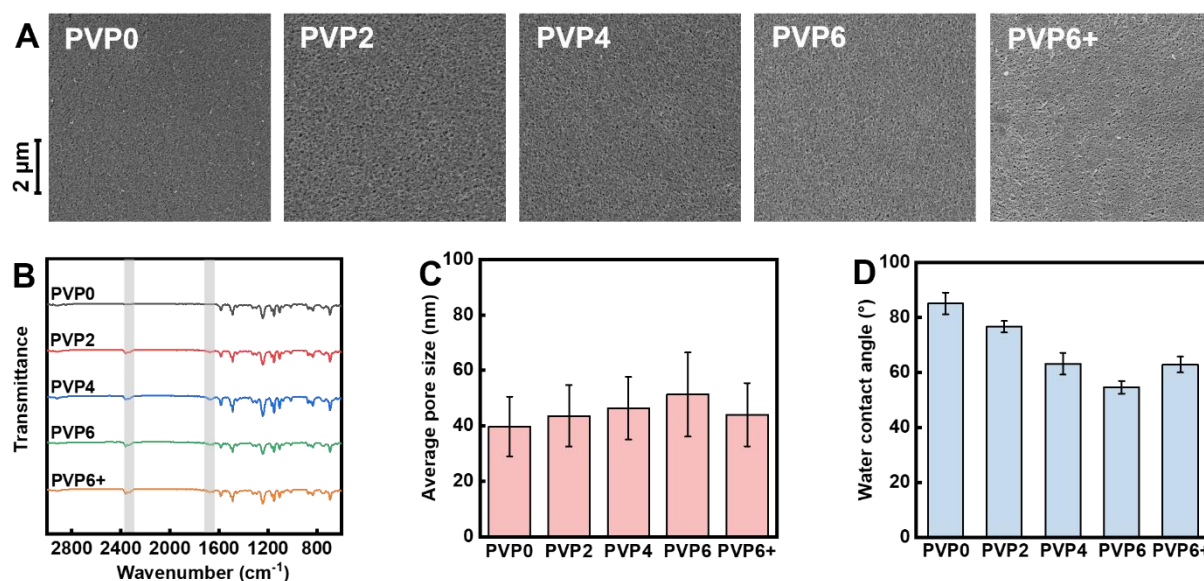 A
PVP0
PVP2
PVP4
PVP6
PVP6+
2 μm
B
PVP0
PVP2
PVP4
PVP6
PVP6+
Transmittance
2800 2400 2000 1600 1200 800
Wavenumber (cm⁻¹)
C
100
80
60
40
20
0
Average pore size (nm)
PVP0 PVP2 PVP4 PVP6 PVP6+
D
100
80
60
40
20
0
Water contact angle (°)
PVP0 PVP2 PVP4 PVP6 PVP6+